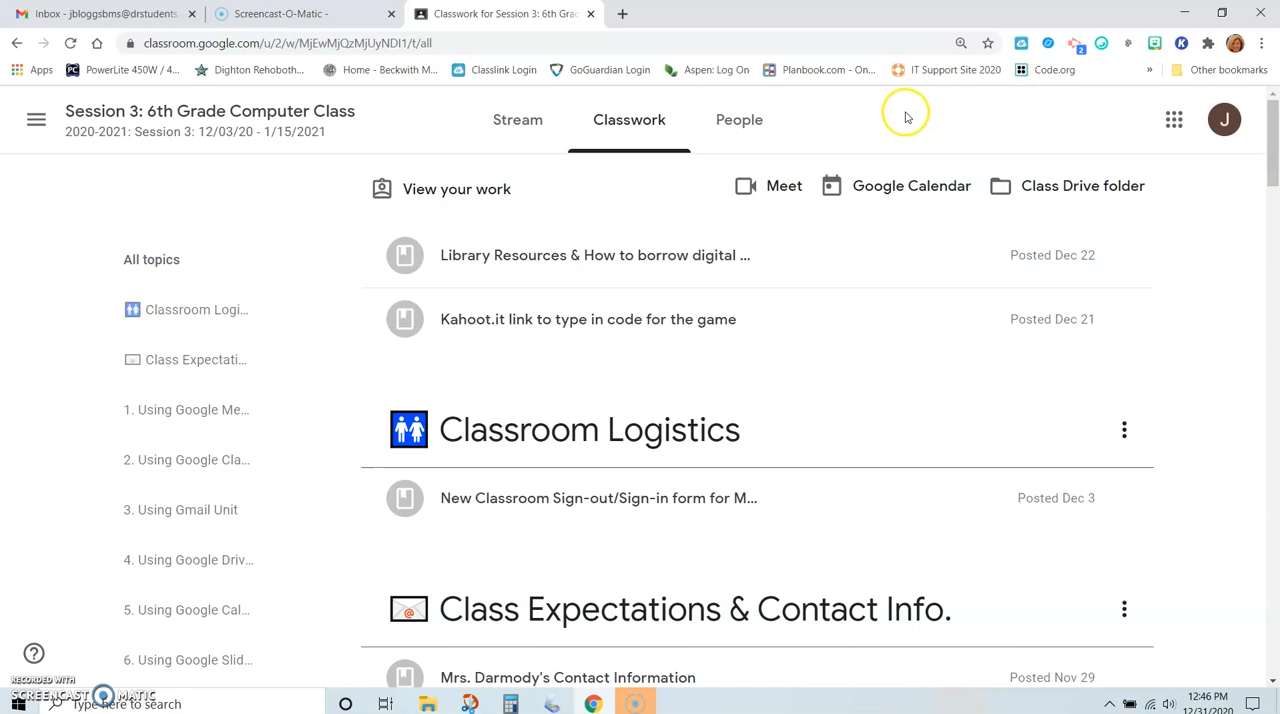 Inbox - jbloggsbms@drstudents.
Screencast-O-Matic -
Classwork for Session 3: 6th Grad
classroom.google.com/u/2/w/MjEwMjQzMjUyNDI1/t/all
2
Apps
PowerLite 450W / 4...
Dighton Rehoboth...
Home - Beckwith M...
Classlink Login
GoGuardian Login
Aspen: Log On
Planbook.com - On...
IT Support Site 2020
Code.org
»
Other bookmarks
Session 3: 6th Grade Computer Class
2020-2021: Session 3: 12/03/20 - 1/15/2021
Stream
Classwork
People
J
View your work
Meet
Google Calendar
Class Drive folder
All topics
Classroom Logi...
Class Expectati...
1. Using Google Me...
2. Using Google Cla...
3. Using Gmail Unit
4. Using Google Driv...
5. Using Google Cal...
6. Using Google Slid...
Library Resources & How to borrow digital ...
Posted Dec 22
Kahoot.it link to type in code for the game
Posted Dec 21
Classroom Logistics
New Classroom Sign-out/Sign-in form for M...
Posted Dec 3
Class Expectations & Contact Info.
Mrs. Darmody's Contact Information
Posted Nov 29
RECORDED WITH
SCREENCAST-O-MATIC
Type here to search
12:46 PM
12/31/2020